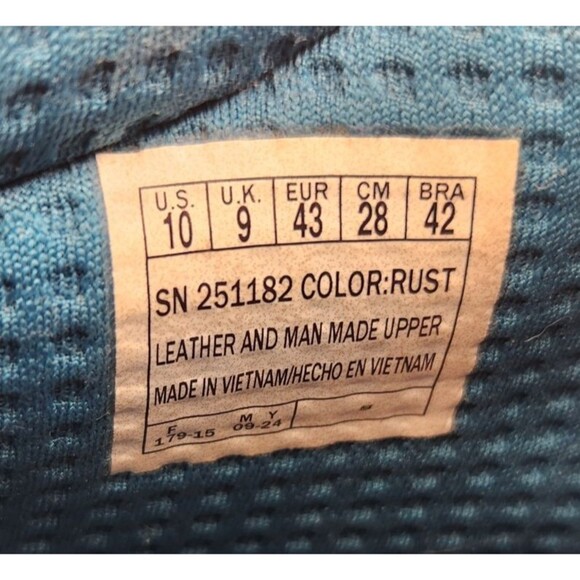 U.S. U.K. EUR CM BRA
10 9 43 28 42
SN 251182 COLOR:RUST
LEATHER AND MAN MADE UPPER
MADE IN VIETNAM/HECHO EN VIETNAM
F M Y
179-15 09-24